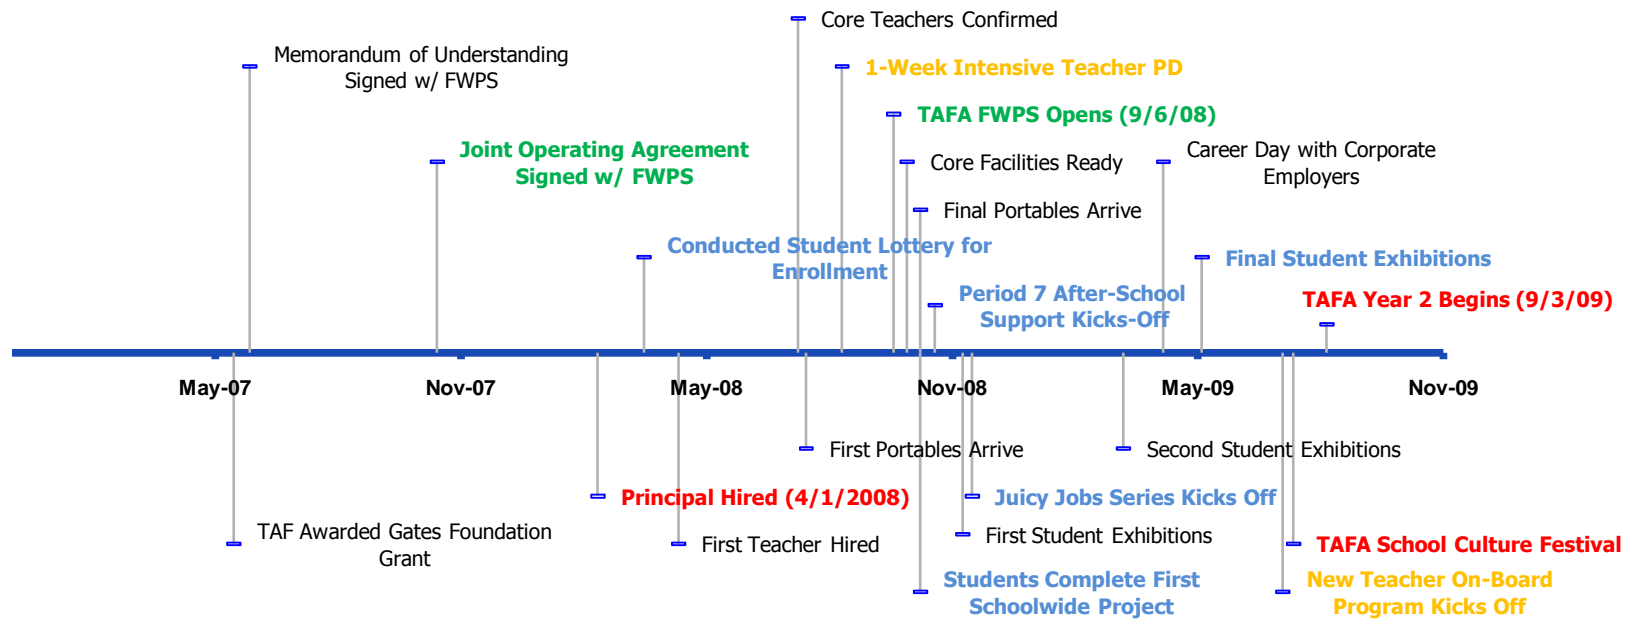 Core Teachers Confirmed
Memorandum of Understanding
Signed w/ FWPS
1-Week Intensive Teacher PD
TAFA FWPS Opens (9/6/08)
Joint Operating Agreement
Signed w/ FWPS
Core Facilities Ready
Career Day with Corporate
Employers
Final Portables Arrive
Conducted Student Lottery for
Enrollment
Final Student Exhibitions
Period 7 After-School
Support Kicks-Off
TAFA Year 2 Begins (9/3/09)
May-07
Nov-07
May-08
Nov-08
May-09
Nov-09
First Portables Arrive
Second Student Exhibitions
Principal Hired (4/1/2008)
Juicy Jobs Series Kicks Off
TAF Awarded Gates Foundation
Grant
First Teacher Hired
First Student Exhibitions
TAFA School Culture Festival
Students Complete First
Schoolwide Project
New Teacher On-Board
Program Kicks Off